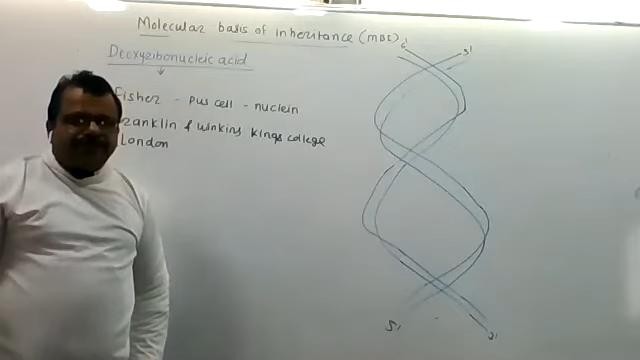 Molecular basis of inheritance (MBI)
Deoxyribonucleic acid
Fisher - pus cell - nuclein
ranklin & winkins kings college
London
5'
3'
5'
3'